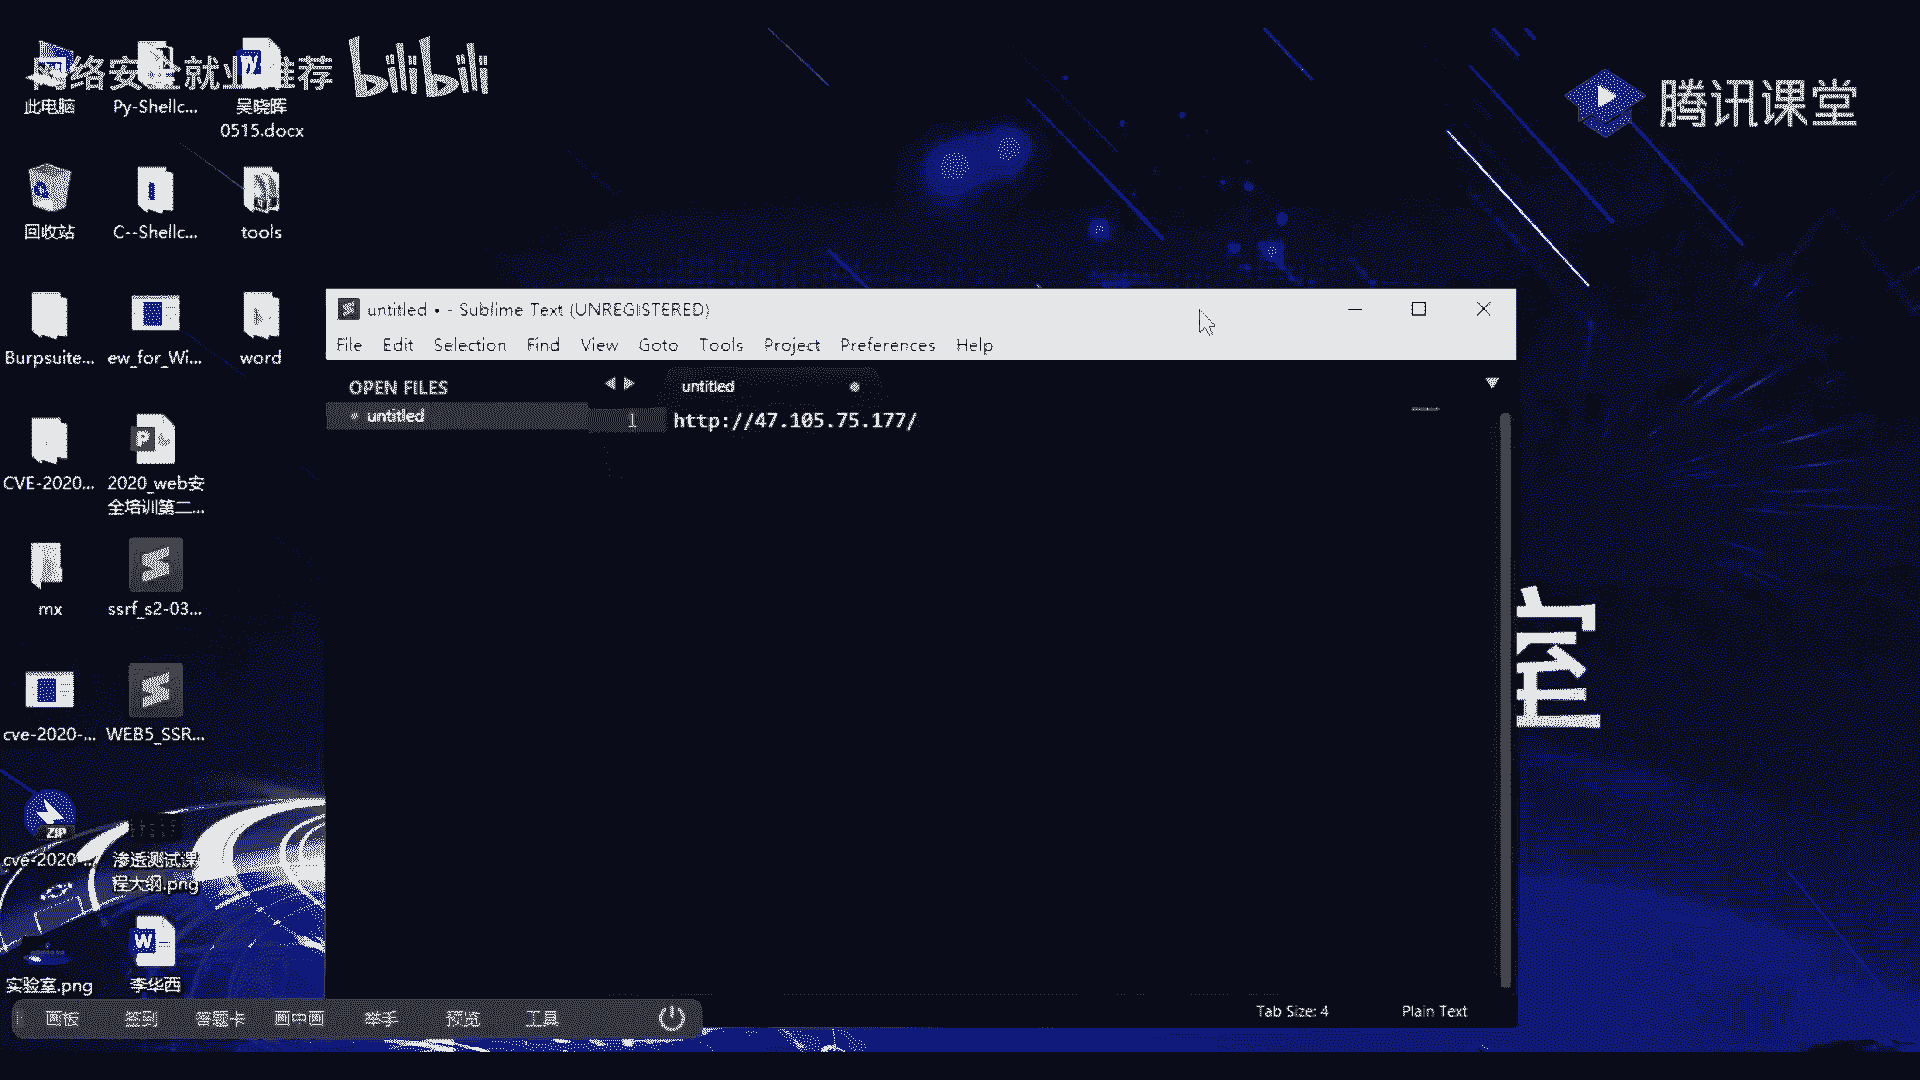 网络安全就业推荐
bilibili
腾讯课堂
此电脑
Py-Shellc...
吴晓晖
0515.docx
回收站
C--Shellc...
tools
Burpsuite...
ew_for_Wi...
word
CVE-2020...
2020_web安
全培训第二...
mx
ssrf_s2-03...
cve-2020-...
WEB5_SSR...
ZIP
cve-2020-...
渗透测试课
程大纲.png
实验室.png
李华西
untitled • - Sublime Text (UNREGISTERED)
File Edit Selection Find View Goto Tools Project Preferences Help
OPEN FILES
untitled
untitled
1 http://47.105.75.177/
Tab Size: 4
Plain Text
室
画板 签到 答题卡 画中画 举手 预览 工具